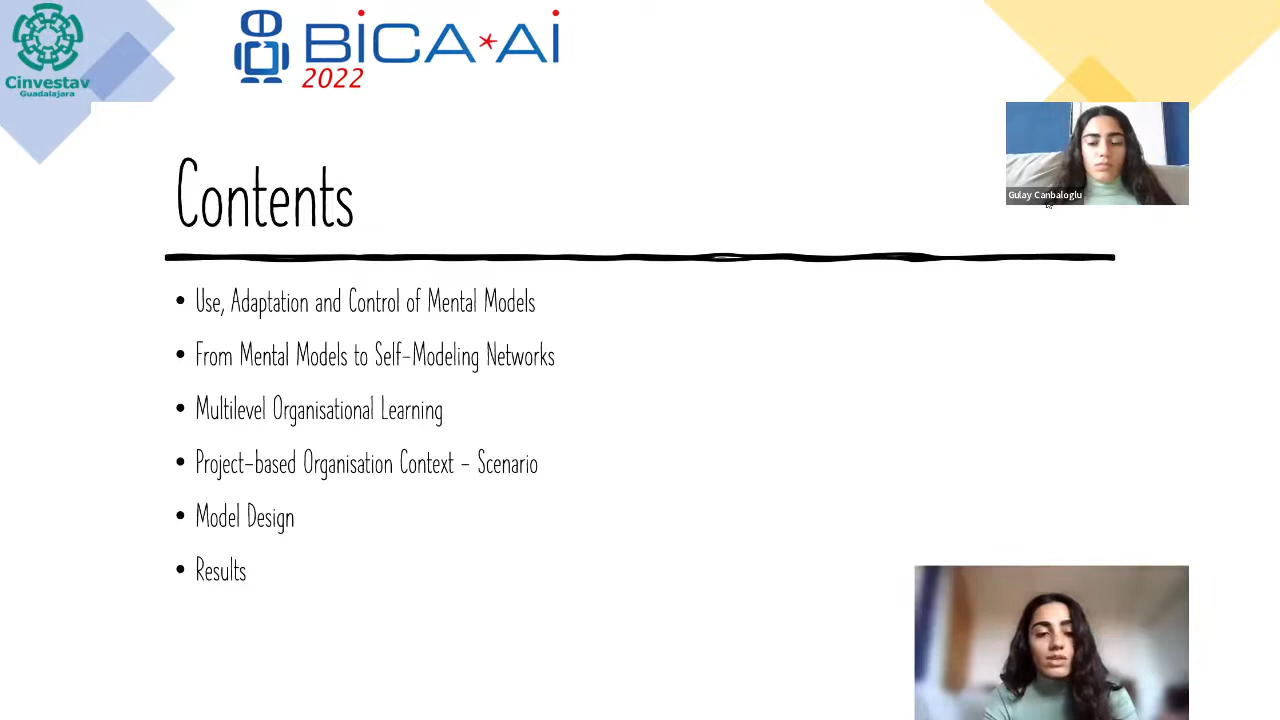 Cinvestav
Guadalajara
BiCA*Ai
2022
Gulay Canbaloglu
Contents
• Use, Adaptation and Control of Mental Models
• From Mental Models to Self-Modeling Networks
• Multilevel Organisational Learning
• Project-based Organisation Context - Scenario
• Model Design
• Results